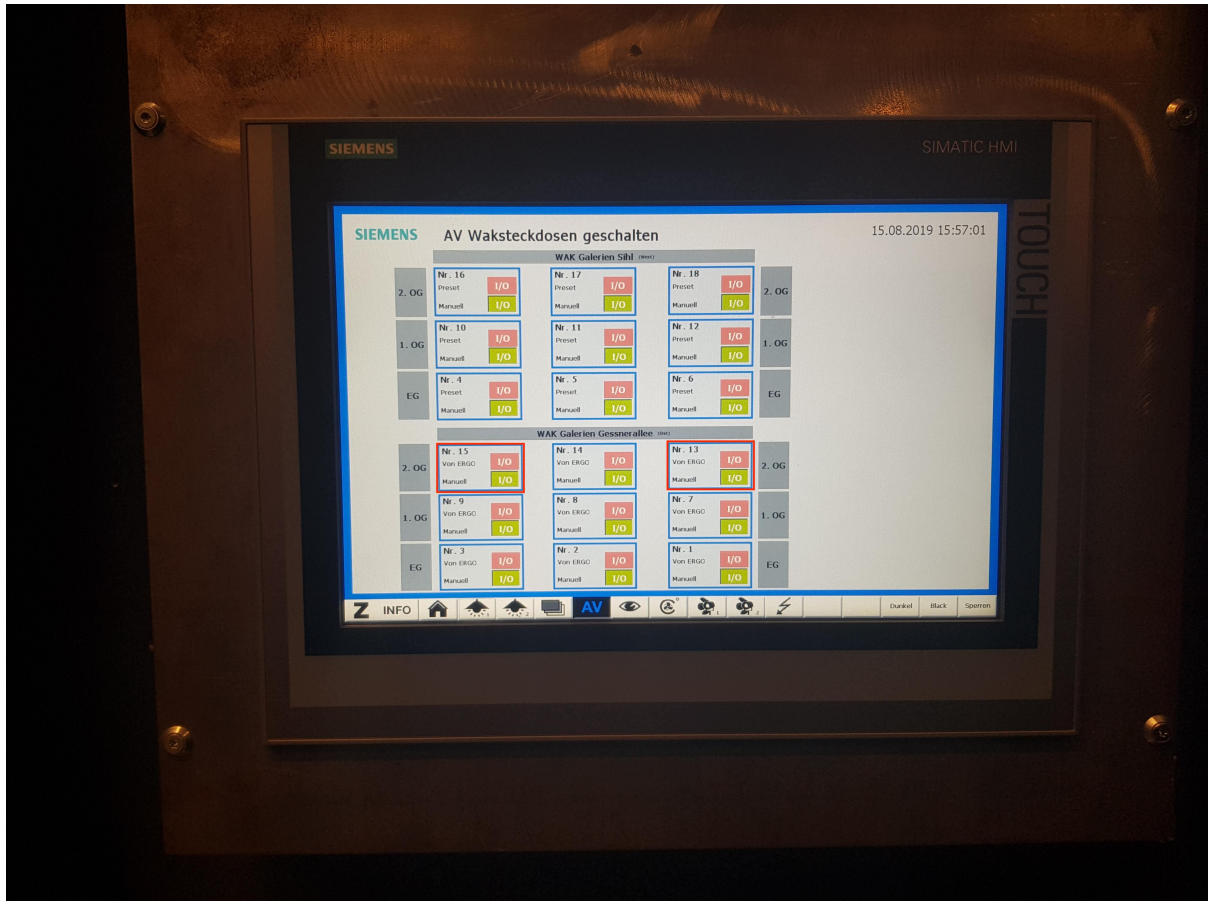 SIEMENS
SIMATIC HMI
TOUCH
SIEMENS AV Waksteckdosen geschalten 15.08.2019 15:57:01
WAK Galerien Sihl (West)
2. OG
Nr. 16 Preset I/O Manuell I/O
Nr. 17 Preset I/O Manuell I/O
Nr. 18 Preset I/O Manuell I/O
2. OG
1. OG
Nr. 10 Preset I/O Manuell I/O
Nr. 11 Preset I/O Manuell I/O
Nr. 12 Preset I/O Manuell I/O
1. OG
EG
Nr. 4 Preset I/O Manuell I/O
Nr. 5 Preset I/O Manuell I/O
Nr. 6 Preset I/O Manuell I/O
EG
WAK Galerien Gessnerallee (Ost)
2. OG
Nr. 15 Von ERGO I/O Manuell I/O
Nr. 14 Von ERGO I/O Manuell I/O
Nr. 13 Von ERGO I/O Manuell I/O
2. OG
1. OG
Nr. 9 Von ERGO I/O Manuell I/O
Nr. 8 Von ERGO I/O Manuell I/O
Nr. 7 Von ERGO I/O Manuell I/O
1. OG
EG
Nr. 3 Von ERGO I/O Manuell I/O
Nr. 2 Von ERGO I/O Manuell I/O
Nr. 1 Von ERGO I/O Manuell I/O
EG
Z INFO 1 2 AV 1 2 Dunkel Black Sperren